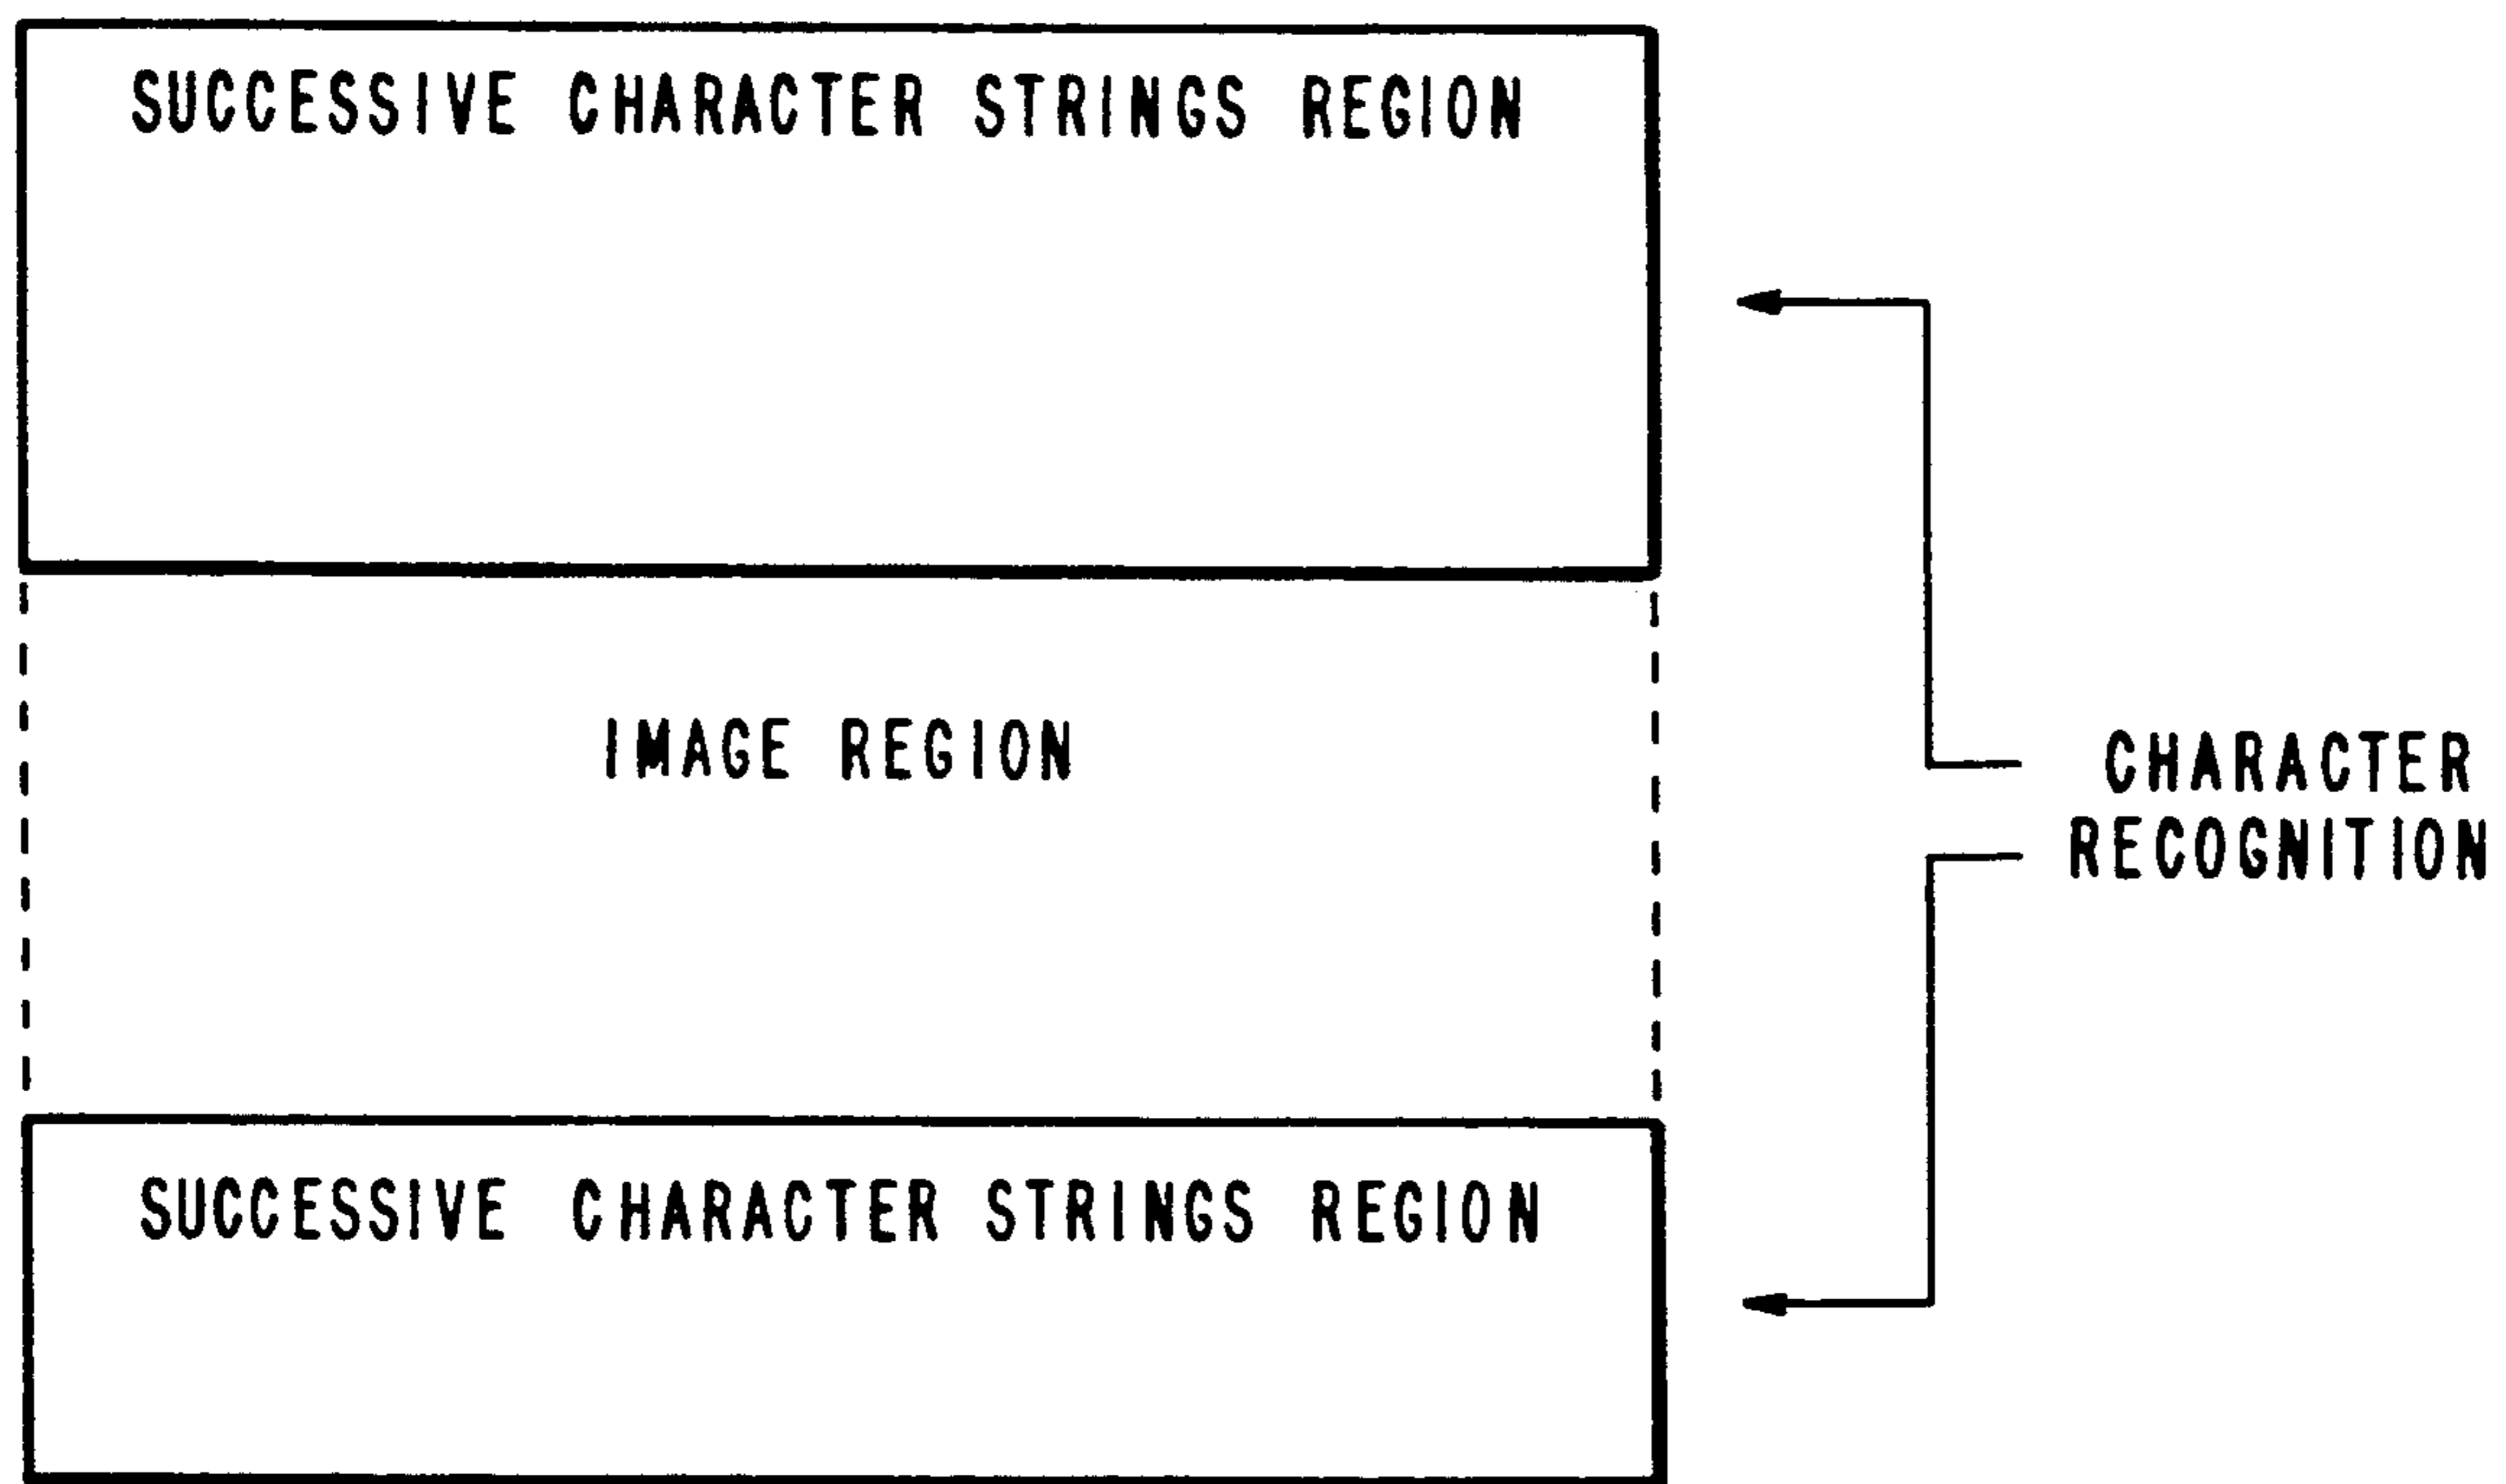 SUCCESSIVE CHARACTER STRINGS REGION
IMAGE REGION
CHARACTER
RECOGNITION
SUCCESSIVE CHARACTER STRINGS REGION